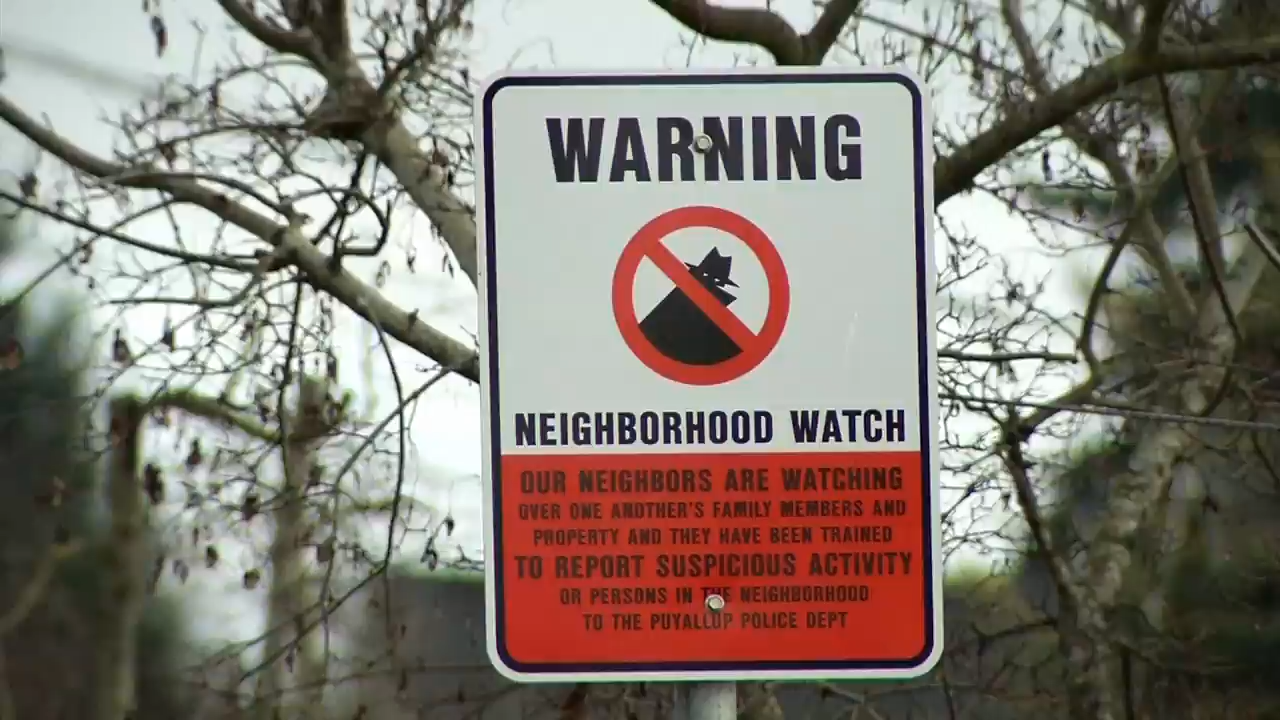 WARNING
NEIGHBORHOOD WATCH
OUR NEIGHBORS ARE WATCHING
OVER ONE ANOTHER'S FAMILY MEMBERS AND
PROPERTY AND THEY HAVE BEEN TRAINED
TO REPORT SUSPICIOUS ACTIVITY
OR PERSONS IN THE NEIGHBORHOOD
TO THE PUYALLUP POLICE DEPT